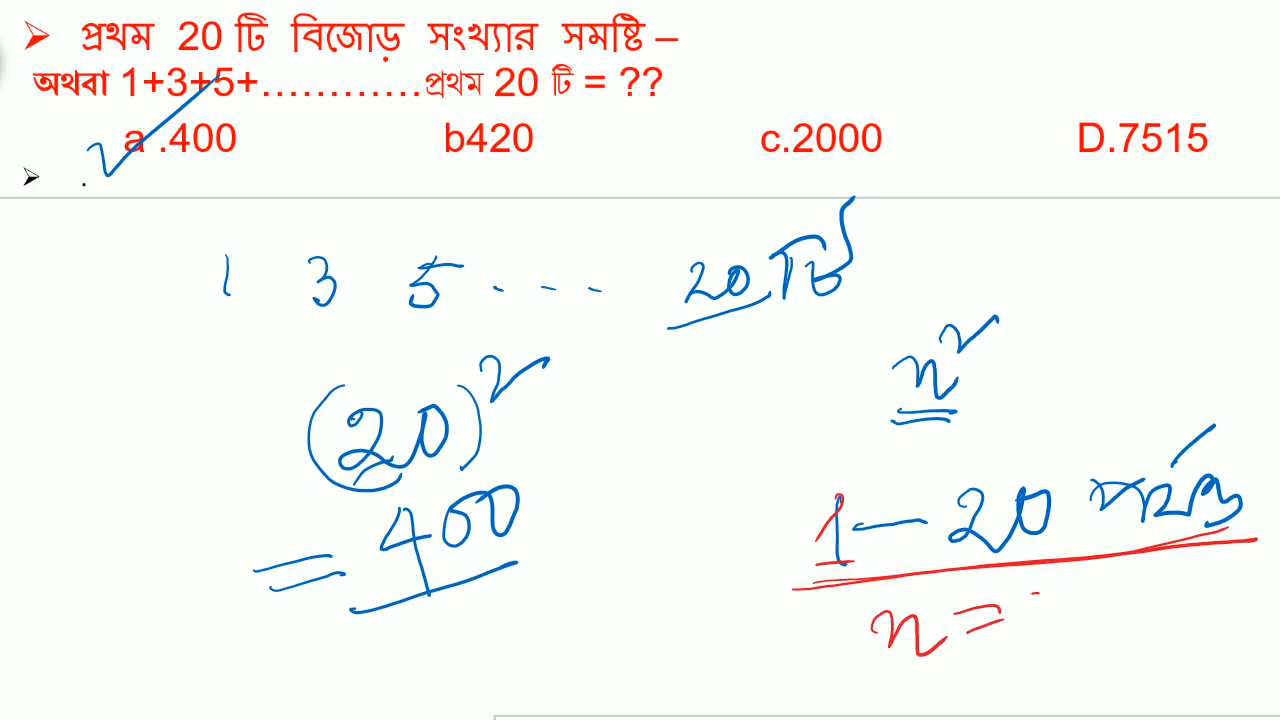 ➢ প্রথম 20 টি বিজোড় সংখ্যার সমষ্টি –
অথবা 1+3+5+............প্রথম 20 টি = ??
a .400 b420 c.2000 D.7515
➢ .
1 3 5 - - - 20 টি
n²
(20)²
= 400
1 — 20 পর্যন্ত
n =